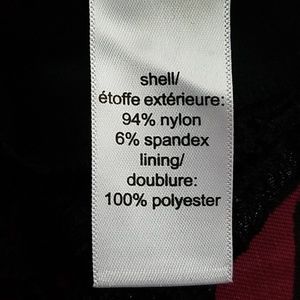 shell/
étoffe extérieure:
94% nylon
6% spandex
lining/
doublure:
100% polyester